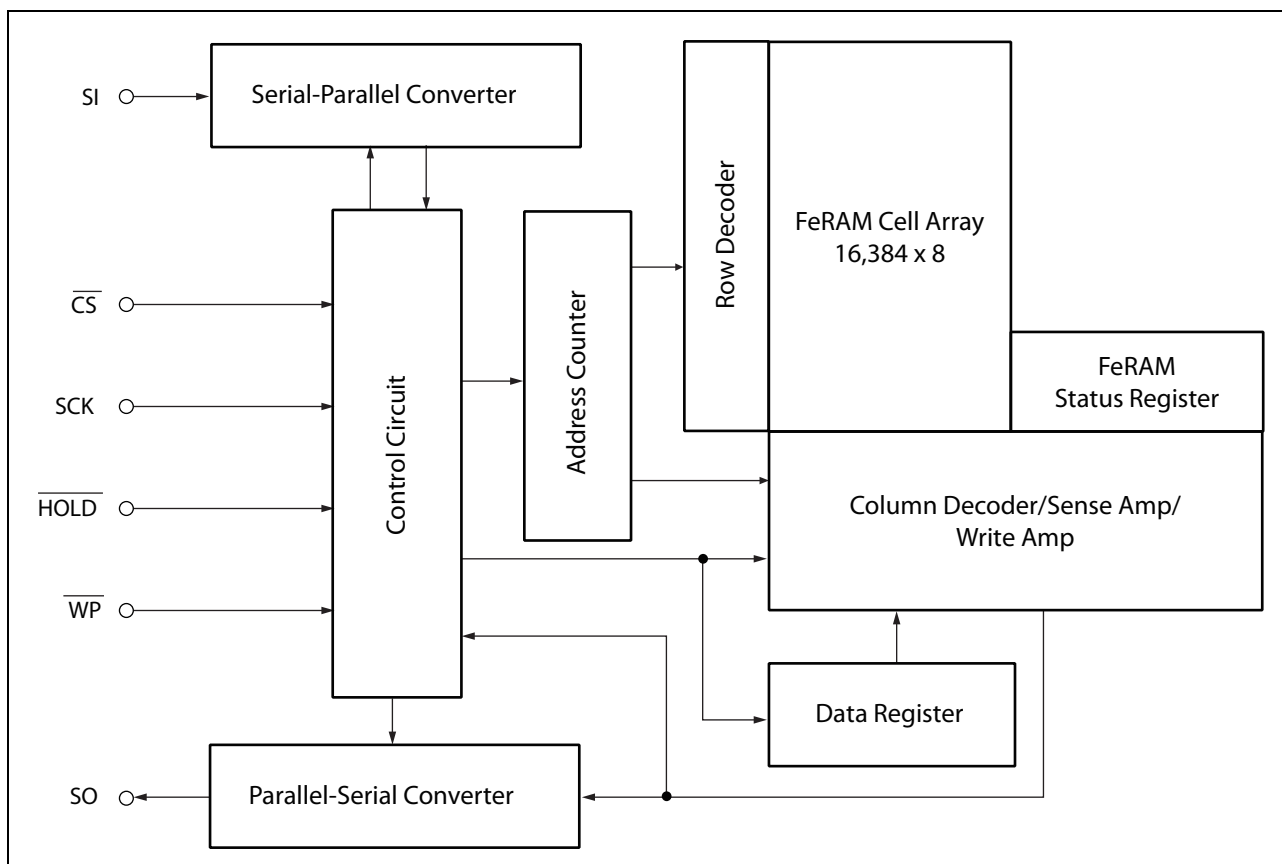 SI
Serial-Parallel Converter
Row Decoder
FeRAM Cell Array
16,384 x 8
CS
SCK
HOLD
WP
Control Circuit
Address Counter
FeRAM
Status Register
Column Decoder/Sense Amp/
Write Amp
Data Register
SO
Parallel-Serial Converter